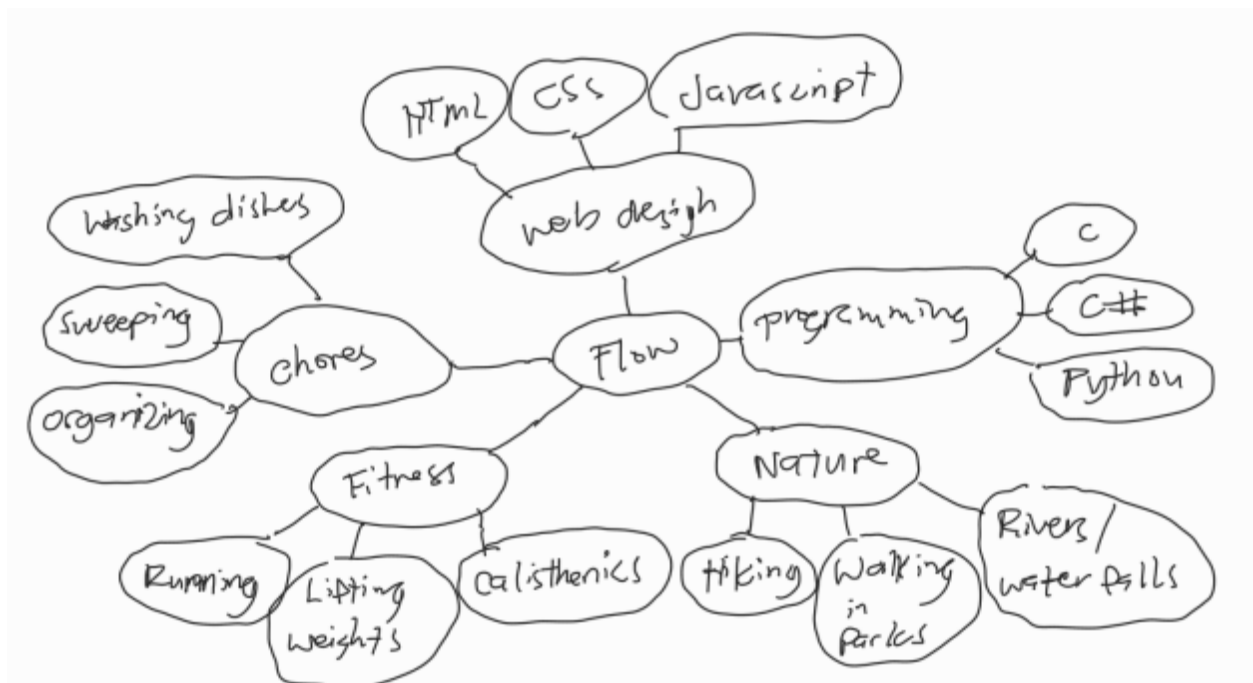 HTML
CSS
Javascript
web design
washing dishes
sweeping
organizing
chores
Flow
programming
C
C#
Python
Fitness
Running
Lifting
weights
calisthenics
Nature
Hiking
Walking
in
parks
Rivers/
waterfalls